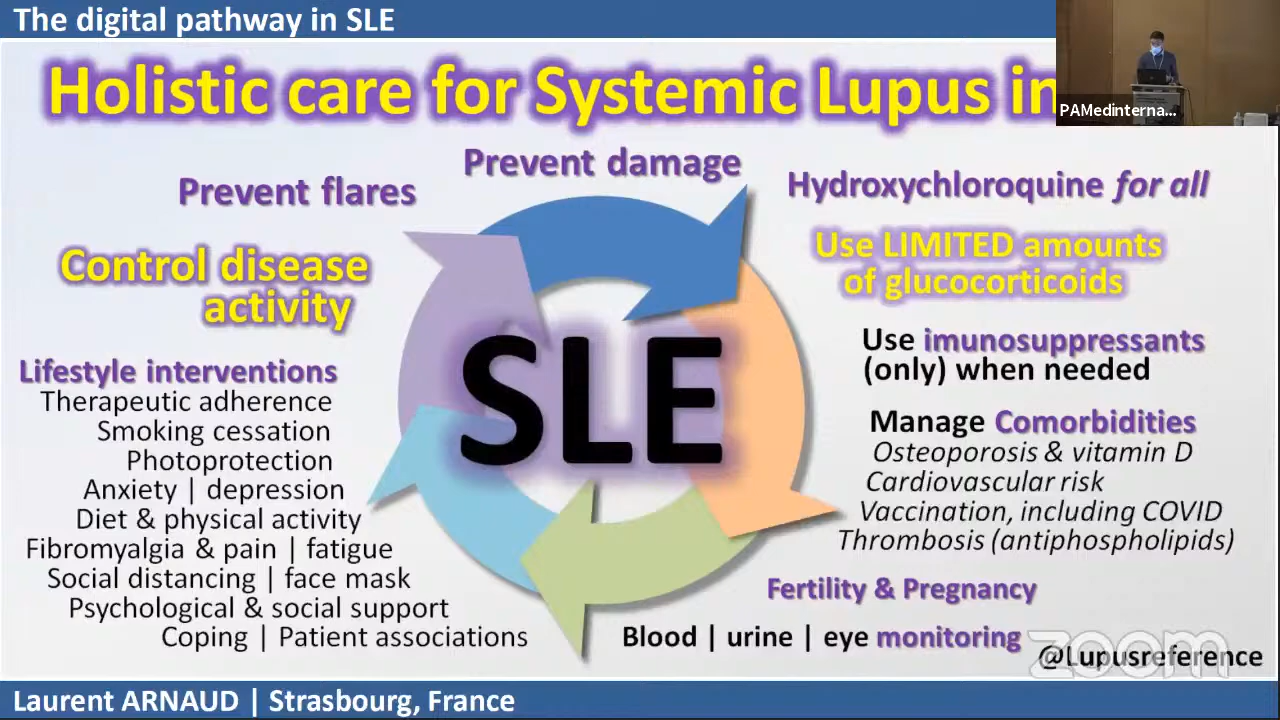 The digital pathway in SLE
Holistic care for Systemic Lupus in
PAMedinterna...
Prevent damage
Prevent flares
Hydroxychloroquine for all
Control disease
activity
Use LIMITED amounts
of glucocorticoids
Use imunosuppressants
(only) when needed
Lifestyle interventions
Therapeutic adherence
Smoking cessation
Photoprotection
Anxiety | depression
Diet & physical activity
Fibromyalgia & pain | fatigue
Social distancing | face mask
Psychological & social support
Coping | Patient associations
SLE
Manage Comorbidities
Osteoporosis & vitamin D
Cardiovascular risk
Vaccination, including COVID
Thrombosis (antiphospholipids)
Fertility & Pregnancy
Blood | urine | eye monitoring
zoom
@Lupusreference
Laurent ARNAUD | Strasbourg, France